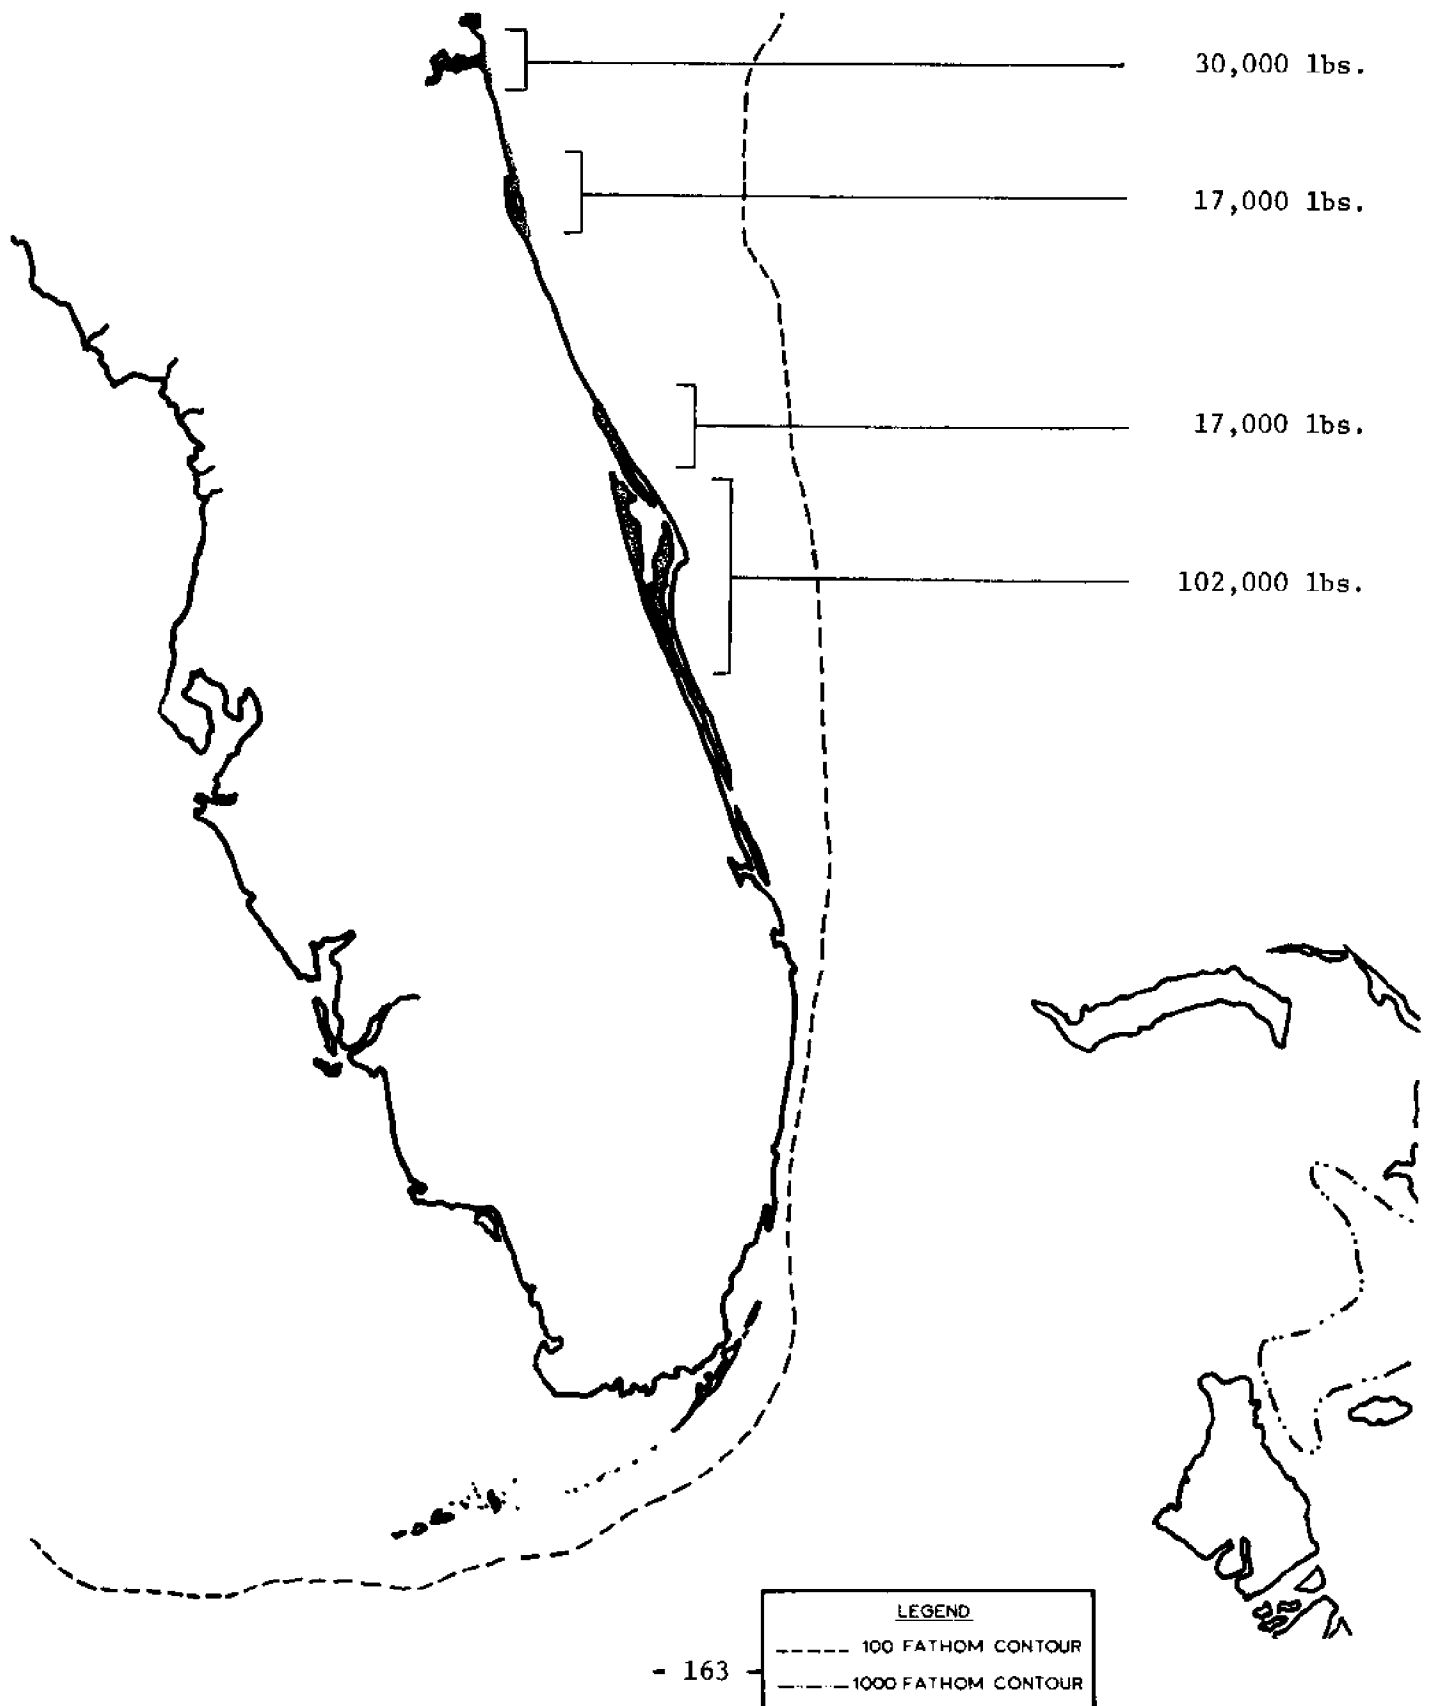 30,000 lbs.
17,000 lbs.
17,000 lbs.
102,000 lbs.
LEGEND
100 FATHOM CONTOUR
- 163 -
1000 FATHOM CONTOUR